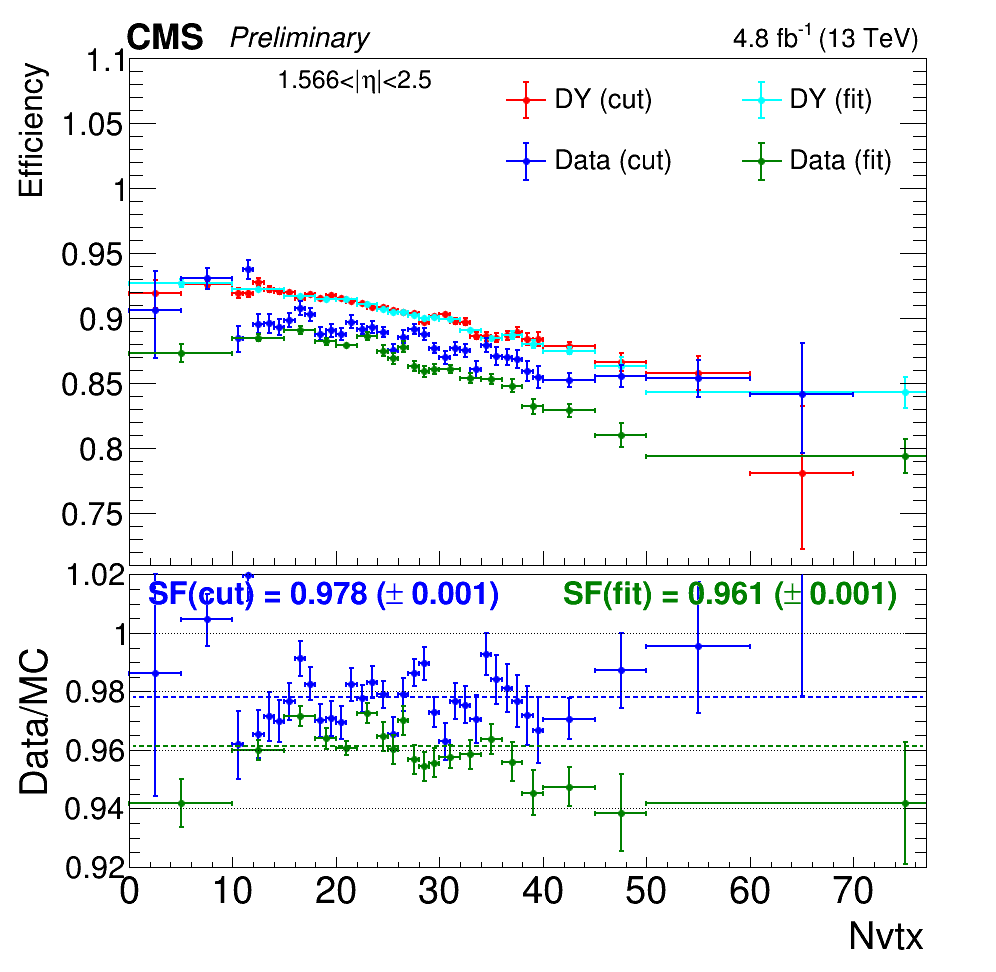 CMS Preliminary 4.8 fb⁻¹ (13 TeV)
1.566<|η|<2.5
DY (cut) DY (fit)
Data (cut) Data (fit)
Efficiency
1.1
1.05
1
0.95
0.9
0.85
0.8
0.75
SF(cut) = 0.978 (± 0.001) SF(fit) = 0.961 (± 0.001)
Data/MC
1.02
1
0.98
0.96
0.94
0.92
0 10 20 30 40 50 60 70
Nvtx